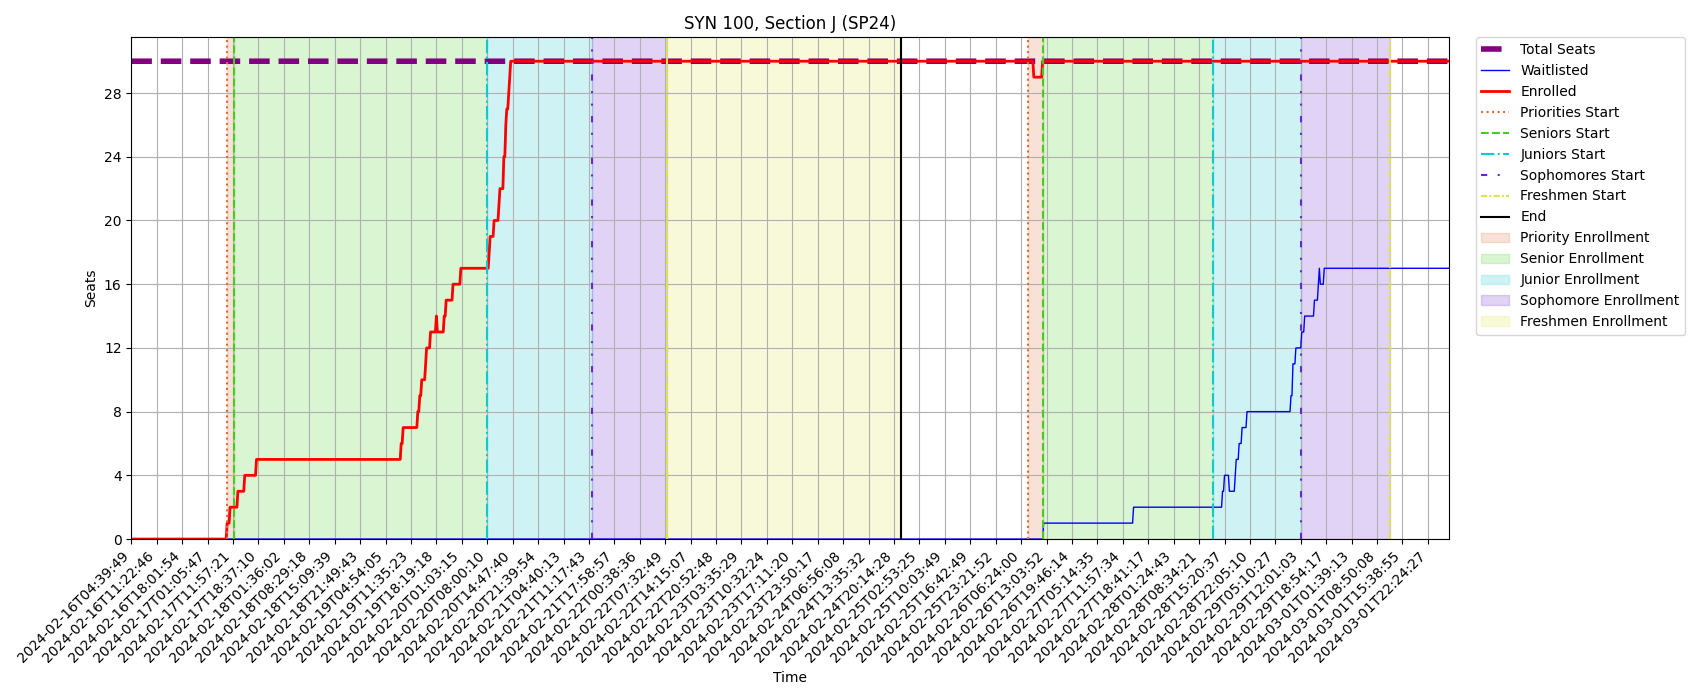 SYN 100, Section J (SP24)
Seats
28
24
20
16
12
8
4
0
2024-02-16T04:39:49
2024-02-16T11:22:46
2024-02-16T18:01:54
2024-02-17T01:05:47
2024-02-17T11:57:21
2024-02-17T18:37:10
2024-02-18T01:36:02
2024-02-18T08:29:18
2024-02-18T15:09:39
2024-02-18T21:49:43
2024-02-19T04:54:05
2024-02-19T11:35:23
2024-02-19T18:19:18
2024-02-20T01:03:15
2024-02-20T08:00:10
2024-02-20T14:47:40
2024-02-20T21:39:54
2024-02-21T04:40:13
2024-02-21T11:17:43
2024-02-21T17:58:57
2024-02-22T00:38:36
2024-02-22T07:32:49
2024-02-22T14:15:07
2024-02-22T20:52:48
2024-02-23T03:35:29
2024-02-23T10:32:24
2024-02-23T17:11:20
2024-02-23T23:50:17
2024-02-24T06:56:08
2024-02-24T13:35:32
2024-02-24T20:14:28
2024-02-25T02:53:25
2024-02-25T10:03:49
2024-02-25T16:42:49
2024-02-25T23:21:52
2024-02-26T06:24:00
2024-02-26T13:03:52
2024-02-26T19:46:14
2024-02-27T05:14:35
2024-02-27T11:57:34
2024-02-27T18:41:17
2024-02-28T01:24:43
2024-02-28T08:34:21
2024-02-28T15:20:37
2024-02-28T22:05:10
2024-02-29T05:10:27
2024-02-29T12:01:03
2024-02-29T18:54:17
2024-03-01T01:39:13
2024-03-01T08:50:08
2024-03-01T15:38:55
2024-03-01T22:24:27
Time
Total Seats
Waitlisted
Enrolled
Priorities Start
Seniors Start
Juniors Start
Sophomores Start
Freshmen Start
End
Priority Enrollment
Senior Enrollment
Junior Enrollment
Sophomore Enrollment
Freshmen Enrollment